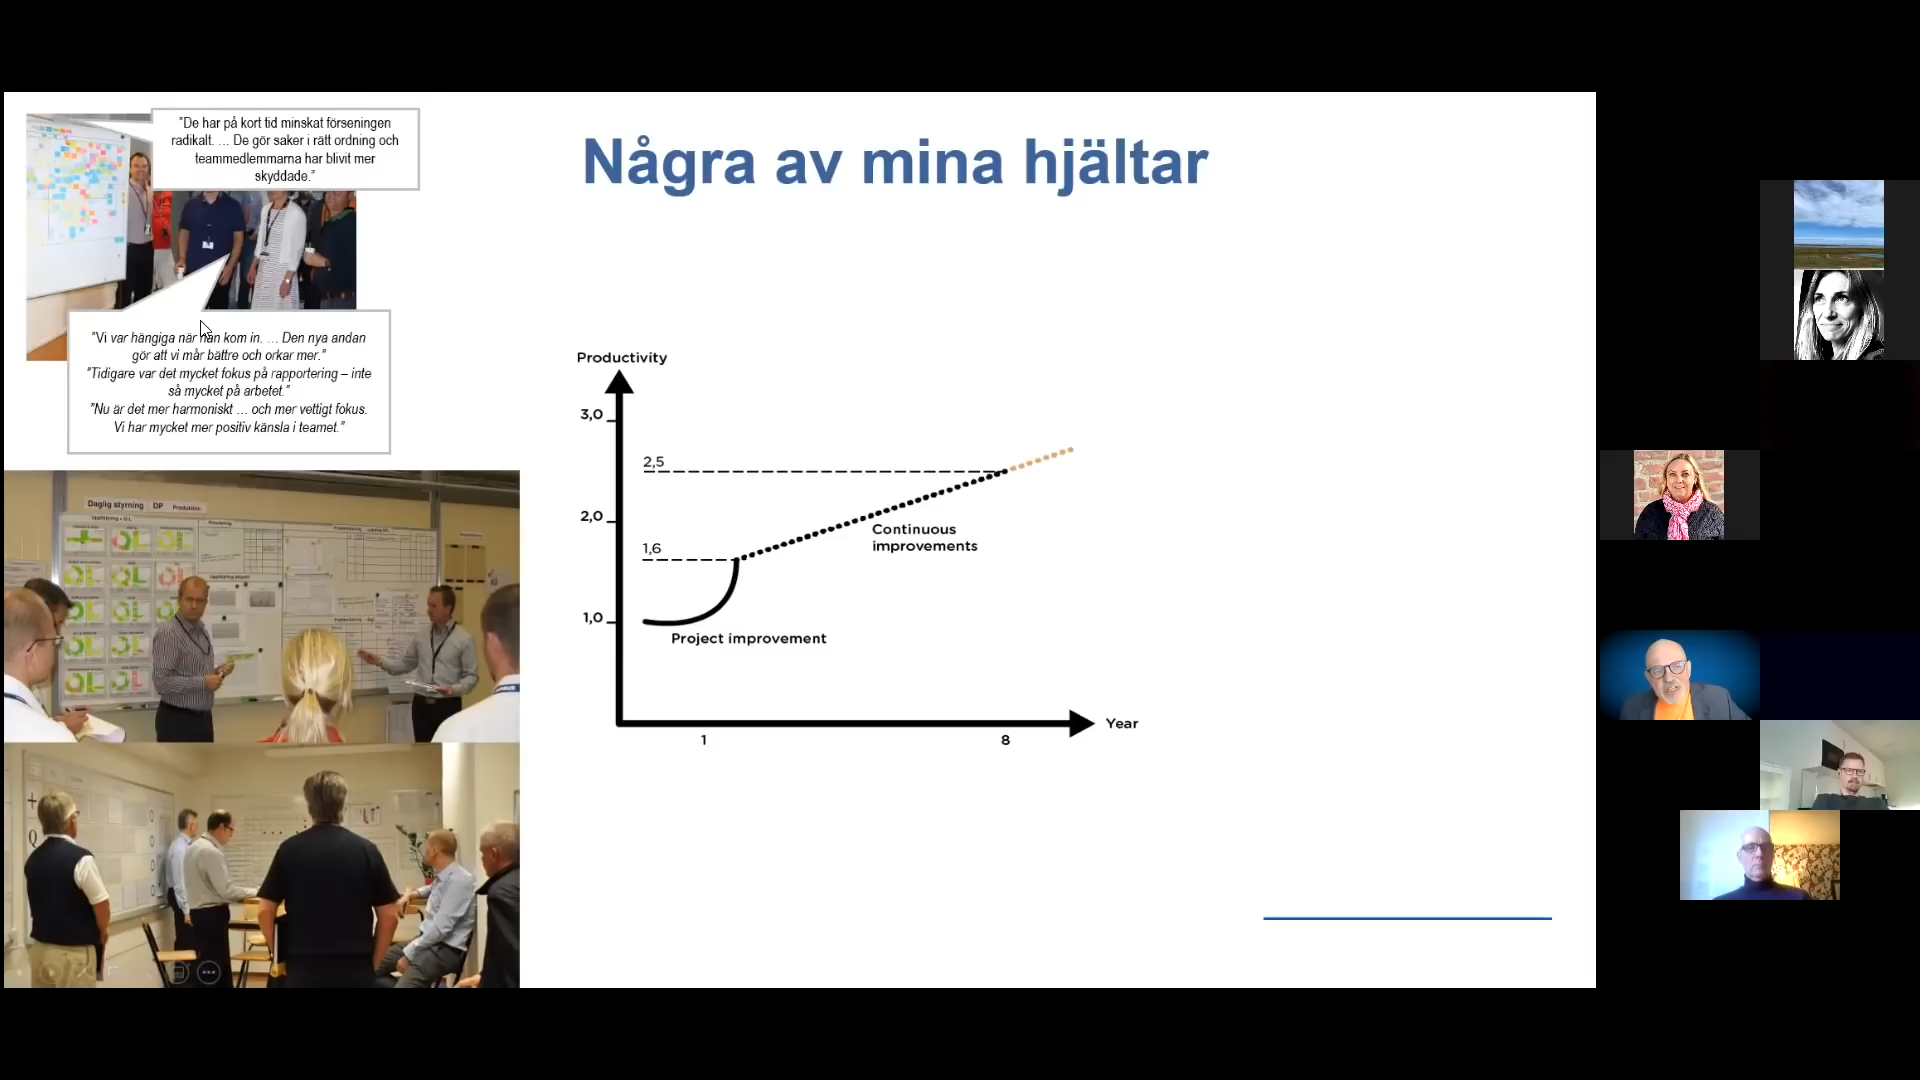 "De har på kort tid minskat förseningen
radikalt. ... De gör saker i rätt ordning och
teammedlemmarna har blivit mer
skyddade."
"Vi var hängiga när han kom in. ... Den nya andan
gör att vi mår bättre och orkar mer."
"Tidigare var det mycket fokus på rapportering – inte
så mycket på arbetet."
"Nu är det mer harmoniskt ... och mer vettigt fokus.
Vi har mycket mer positiv känsla i teamet."
Några av mina hjältar
Productivity
3,0
2,5
2,0
Continuous
improvements
1,6
1,0
Project improvement
Year
1
8
Daglig styrning DP Produktion
Q